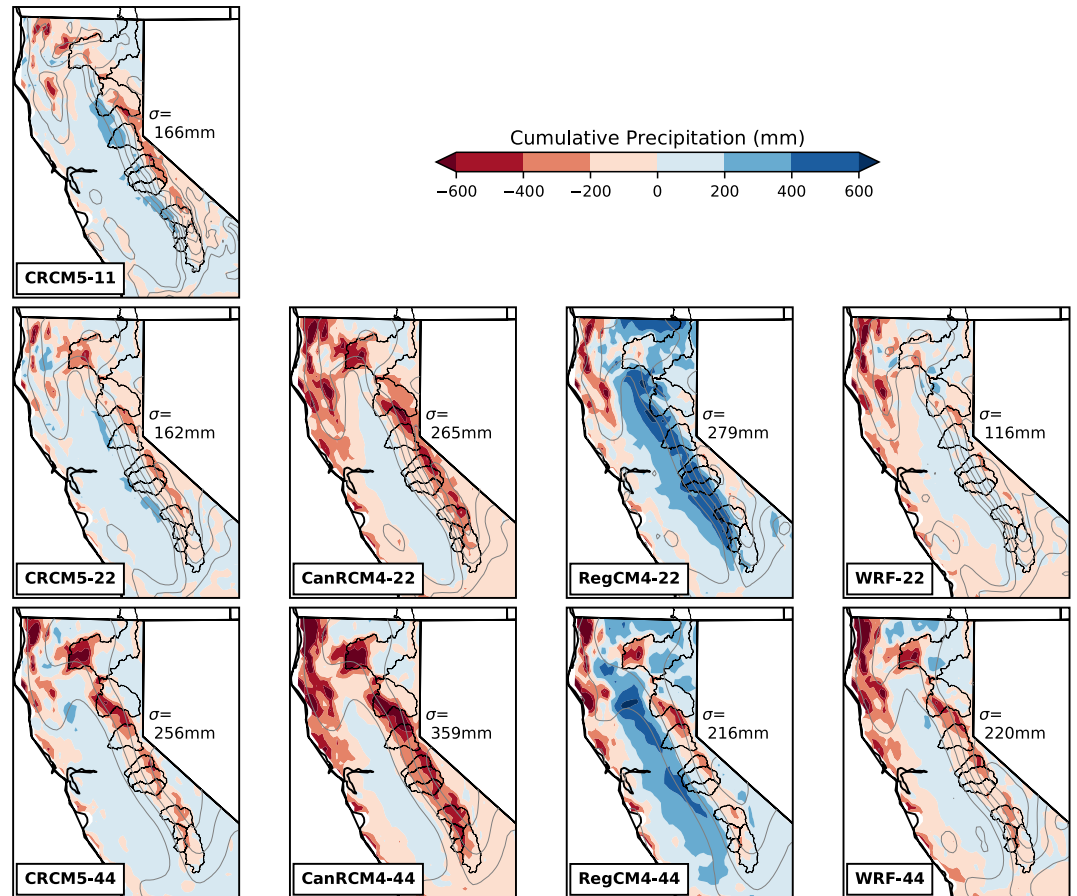 σ=
166mm
CRCM5-11
Cumulative Precipitation (mm)
−600 −400 −200 0 200 400 600
σ=
162mm
CRCM5-22
σ=
265mm
CanRCM4-22
σ=
279mm
RegCM4-22
σ=
116mm
WRF-22
σ=
256mm
CRCM5-44
σ=
359mm
CanRCM4-44
σ=
216mm
RegCM4-44
σ=
220mm
WRF-44